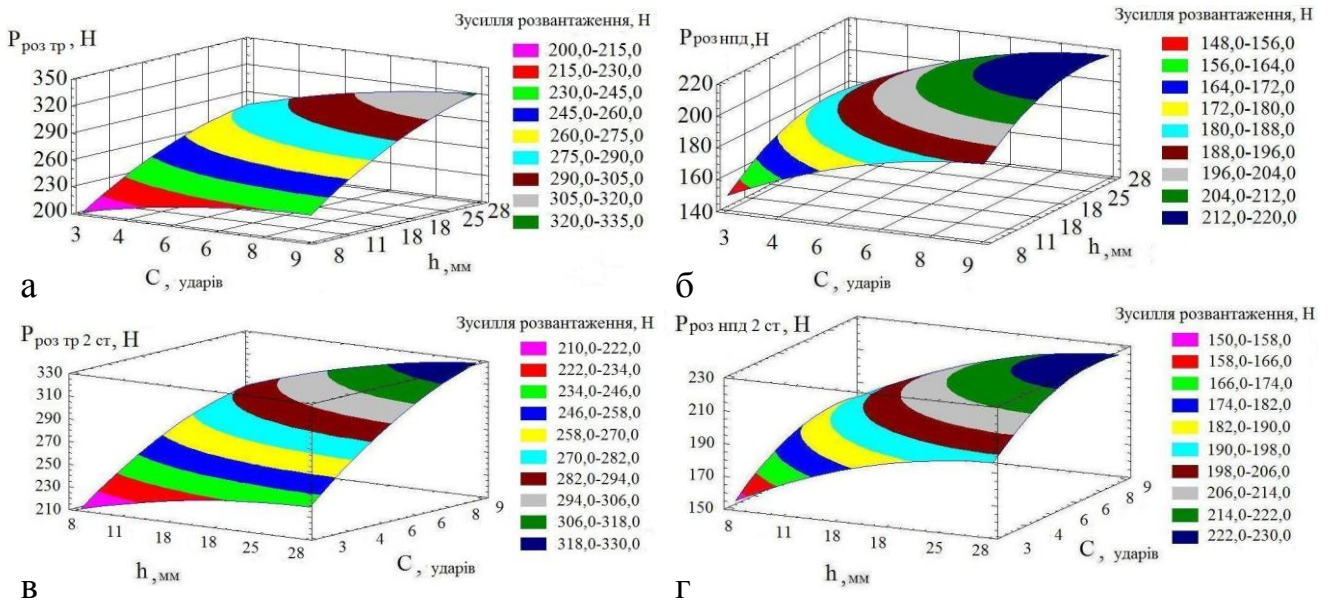 Pроз тр, Н
Зусилля розвантаження, Н
200,0-215,0
215,0-230,0
230,0-245,0
245,0-260,0
260,0-275,0
275,0-290,0
290,0-305,0
305,0-320,0
320,0-335,0
350
320
290
260
230
200
3 4 6 6 8 9
8 11 18 18 25 28
С, ударів
h, мм
а
Pроз нпд, Н
Зусилля розвантаження, Н
148,0-156,0
156,0-164,0
164,0-172,0
172,0-180,0
180,0-188,0
188,0-196,0
196,0-204,0
204,0-212,0
212,0-220,0
220
200
180
160
140
3 4 6 6 8 9
8 11 18 18 25 28
С, ударів
h, мм
б
Pроз тр 2 ст, Н
Зусилля розвантаження, Н
210,0-222,0
222,0-234,0
234,0-246,0
246,0-258,0
258,0-270,0
270,0-282,0
282,0-294,0
294,0-306,0
306,0-318,0
318,0-330,0
330
310
290
270
250
230
210
8 11 18 18 25 28
3 4 6 6 8 9
h, мм
С, ударів
в
Pроз нпд 2 ст, Н
Зусилля розвантаження, Н
150,0-158,0
158,0-166,0
166,0-174,0
174,0-182,0
182,0-190,0
190,0-198,0
198,0-206,0
206,0-214,0
214,0-222,0
222,0-230,0
230
210
190
170
150
8 11 18 18 25 28
3 4 6 6 8 9
h, мм
С, ударів
г